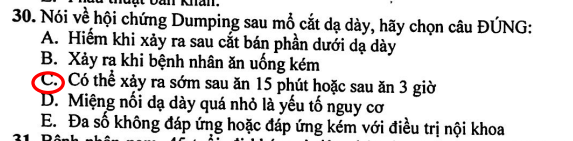 30. Nói về hội chứng Dumping sau mổ cắt dạ dày, hãy chọn câu ĐÚNG:
A. Hiếm khi xảy ra sau cắt bán phần dưới dạ dày
B. Xảy ra khi bệnh nhân ăn uống kém
C. Có thể xảy ra sớm sau ăn 15 phút hoặc sau ăn 3 giờ
D. Miệng nối dạ dày quá nhỏ là yếu tố nguy cơ
E. Đa số không đáp ứng hoặc đáp ứng kém với điều trị nội khoa